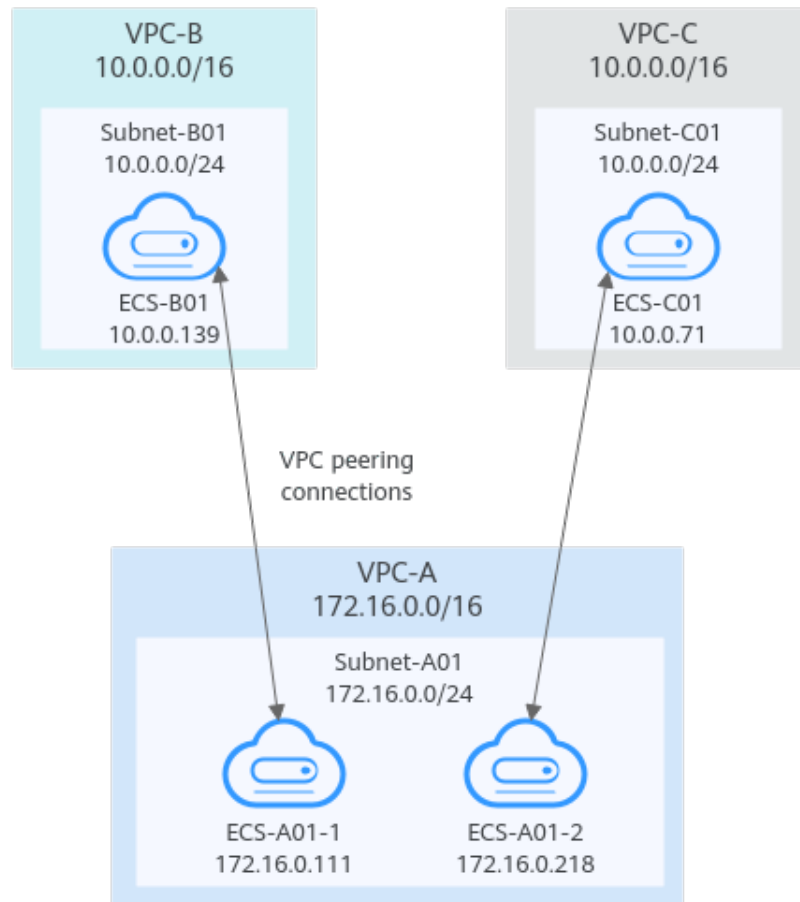 VPC-B
10.0.0.0/16
Subnet-B01
10.0.0.0/24
ECS-B01
10.0.0.139
VPC-C
10.0.0.0/16
Subnet-C01
10.0.0.0/24
ECS-C01
10.0.0.71
VPC peering
connections
VPC-A
172.16.0.0/16
Subnet-A01
172.16.0.0/24
ECS-A01-1
172.16.0.111
ECS-A01-2
172.16.0.218